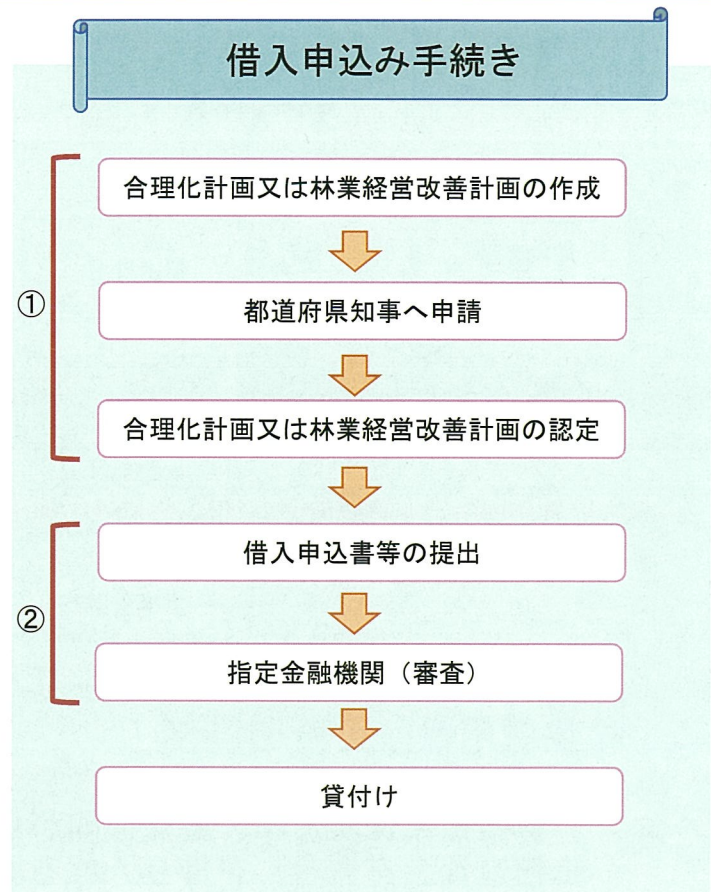 借入申込み手続き
合理化計画又は林業経営改善計画の作成
①
都道府県知事へ申請
合理化計画又は林業経営改善計画の認定
借入申込書等の提出
②
指定金融機関（審査）
貸付け